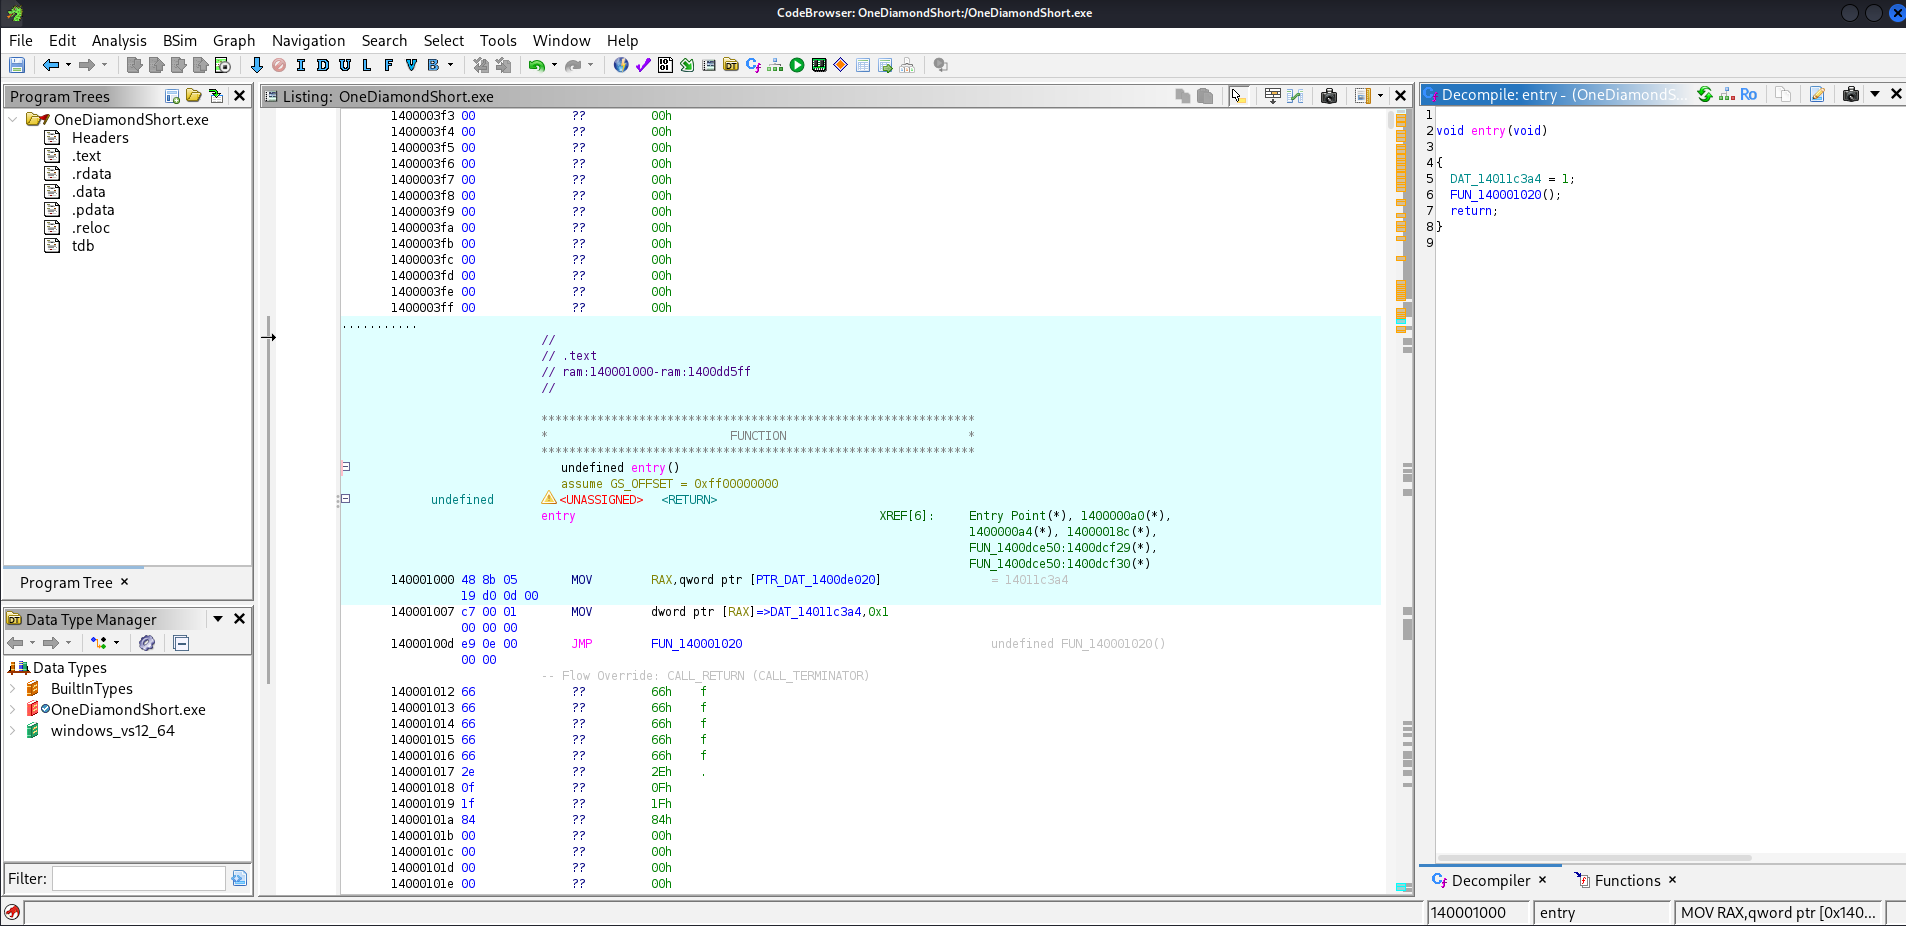 CodeBrowser: OneDiamondShort:/OneDiamondShort.exe
File Edit Analysis BSim Graph Navigation Search Select Tools Window Help
I D U L F V B
Program Trees
OneDiamondShort.exe
Headers
.text
.rdata
.data
.pdata
.reloc
tdb
Program Tree ×
Data Type Manager
Data Types
BuiltInTypes
OneDiamondShort.exe
windows_vs12_64
Filter:
Listing: OneDiamondShort.exe
1400003f3 00 ?? 00h
1400003f4 00 ?? 00h
1400003f5 00 ?? 00h
1400003f6 00 ?? 00h
1400003f7 00 ?? 00h
1400003f8 00 ?? 00h
1400003f9 00 ?? 00h
1400003fa 00 ?? 00h
1400003fb 00 ?? 00h
1400003fc 00 ?? 00h
1400003fd 00 ?? 00h
1400003fe 00 ?? 00h
1400003ff 00 ?? 00h
...........
//
// .text
// ram:140001000-ram:1400dd5ff
//
**************************************************************
* FUNCTION *
**************************************************************
undefined entry()
assume GS_OFFSET = 0xff00000000
undefined <UNASSIGNED> <RETURN>
entry XREF[6]: Entry Point(*), 1400000a0(*),
1400000a4(*), 14000018c(*),
FUN_1400dce50:1400dcf29(*),
FUN_1400dce50:1400dcf30(*)
140001000 48 8b 05 MOV RAX,qword ptr [PTR_DAT_1400de020] = 14011c3a4
19 d0 0d 00
140001007 c7 00 01 MOV dword ptr [RAX]=>DAT_14011c3a4,0x1
00 00 00
14000100d e9 0e 00 JMP FUN_140001020 undefined FUN_140001020()
00 00
-- Flow Override: CALL_RETURN (CALL_TERMINATOR)
140001012 66 ?? 66h f
140001013 66 ?? 66h f
140001014 66 ?? 66h f
140001015 66 ?? 66h f
140001016 66 ?? 66h f
140001017 2e ?? 2Eh .
140001018 0f ?? 0Fh
140001019 1f ?? 1Fh
14000101a 84 ?? 84h
14000101b 00 ?? 00h
14000101c 00 ?? 00h
14000101d 00 ?? 00h
14000101e 00 ?? 00h
Decompile: entry - (OneDiamondS...
Ro
1
2 void entry(void)
3
4 {
5 DAT_14011c3a4 = 1;
6 FUN_140001020();
7 return;
8 }
9
Decompiler × Functions ×
140001000 entry MOV RAX,qword ptr [0x140...